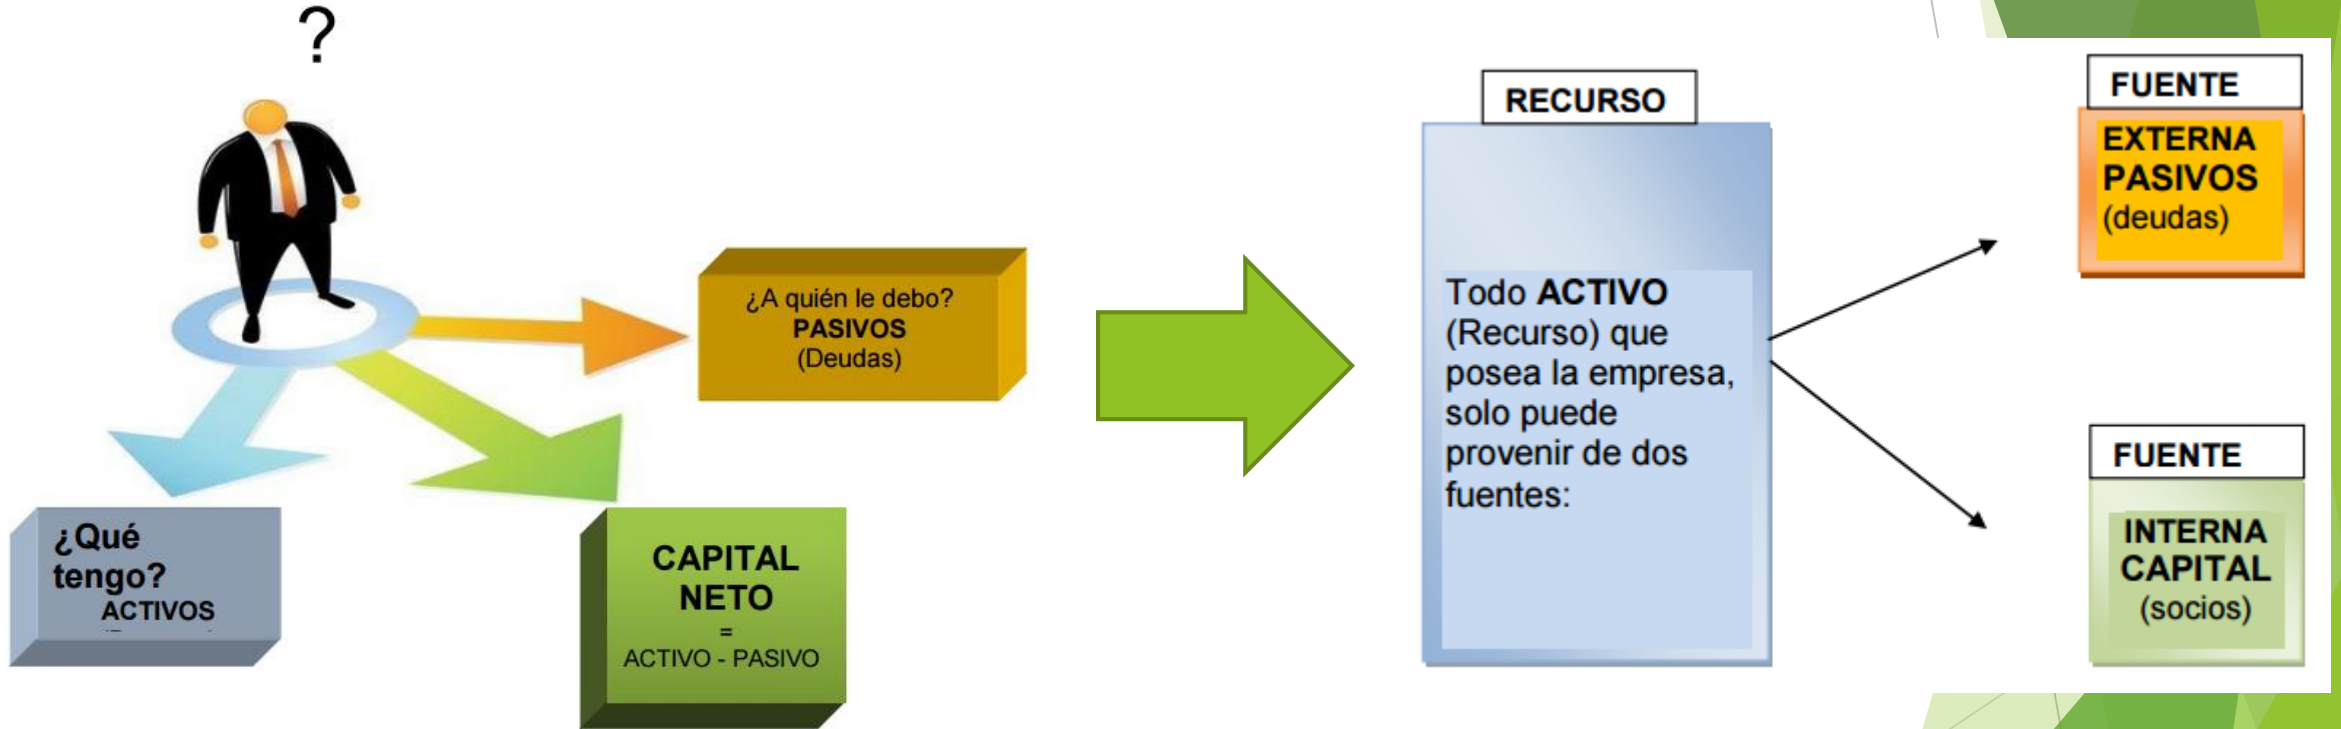 ?
¿A quién le debo?
PASIVOS
(Deudas)
¿Qué
tengo?
ACTIVOS
CAPITAL
NETO
=
ACTIVO - PASIVO
RECURSO
Todo ACTIVO
(Recurso) que
posea la empresa,
solo puede
provenir de dos
fuentes:
FUENTE
EXTERNA
PASIVOS
(deudas)
FUENTE
INTERNA
CAPITAL
(socios)